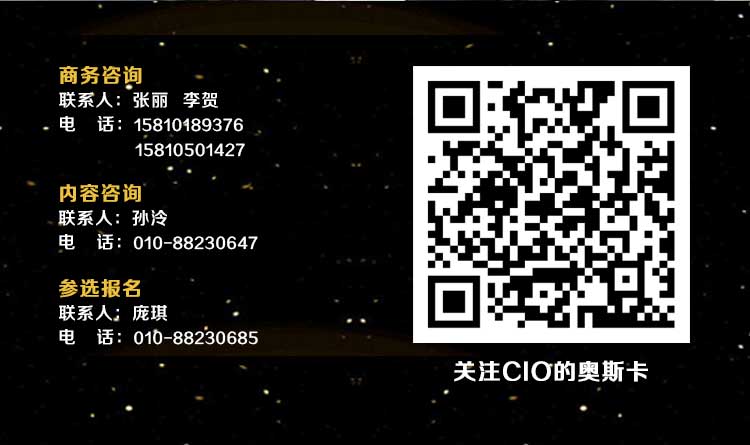 商务咨询
联系人：张丽 李贺
电 话：15810189376
15810501427
内容咨询
联系人：孙泠
电 话：010-88230647
参选报名
联系人：庞琪
电 话：010-88230685
关注CIO的奥斯卡